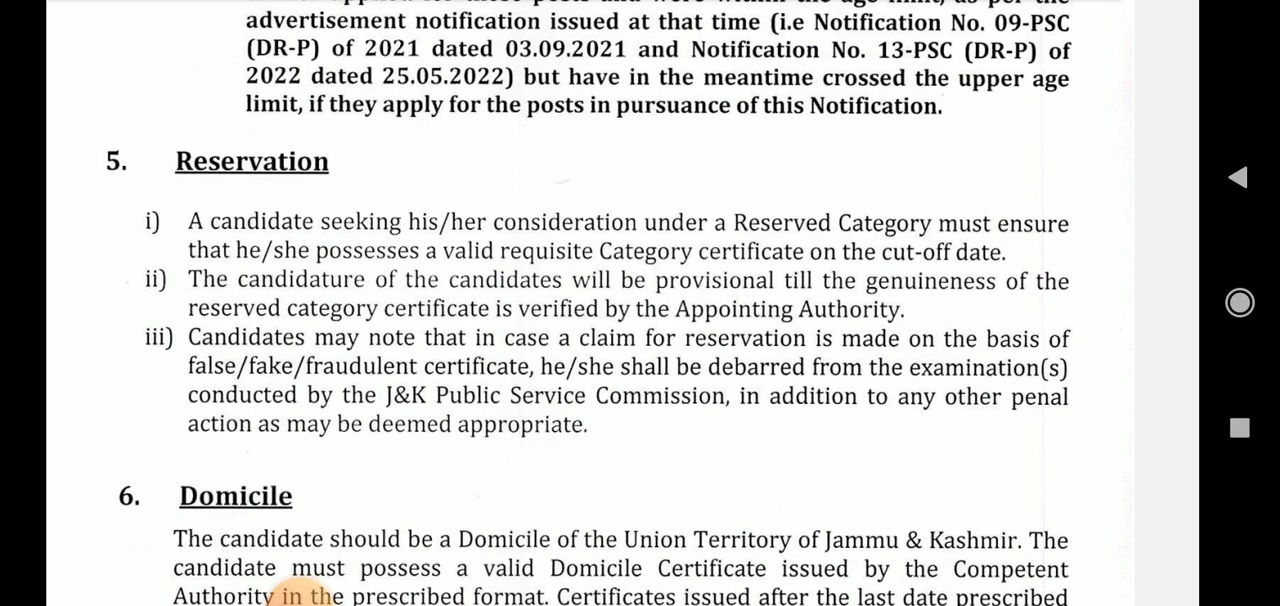 advertisement notification issued at that time (i.e Notification No. 09-PSC
(DR-P) of 2021 dated 03.09.2021 and Notification No. 13-PSC (DR-P) of
2022 dated 25.05.2022) but have in the meantime crossed the upper age
limit, if they apply for the posts in pursuance of this Notification.
5. Reservation
i) A candidate seeking his/her consideration under a Reserved Category must ensure
that he/she possesses a valid requisite Category certificate on the cut-off date.
ii) The candidature of the candidates will be provisional till the genuineness of the
reserved category certificate is verified by the Appointing Authority.
iii) Candidates may note that in case a claim for reservation is made on the basis of
false/fake/fraudulent certificate, he/she shall be debarred from the examination(s)
conducted by the J&K Public Service Commission, in addition to any other penal
action as may be deemed appropriate.
6. Domicile
The candidate should be a Domicile of the Union Territory of Jammu & Kashmir. The
candidate must possess a valid Domicile Certificate issued by the Competent
Authority in the prescribed format. Certificates issued after the last date prescribed